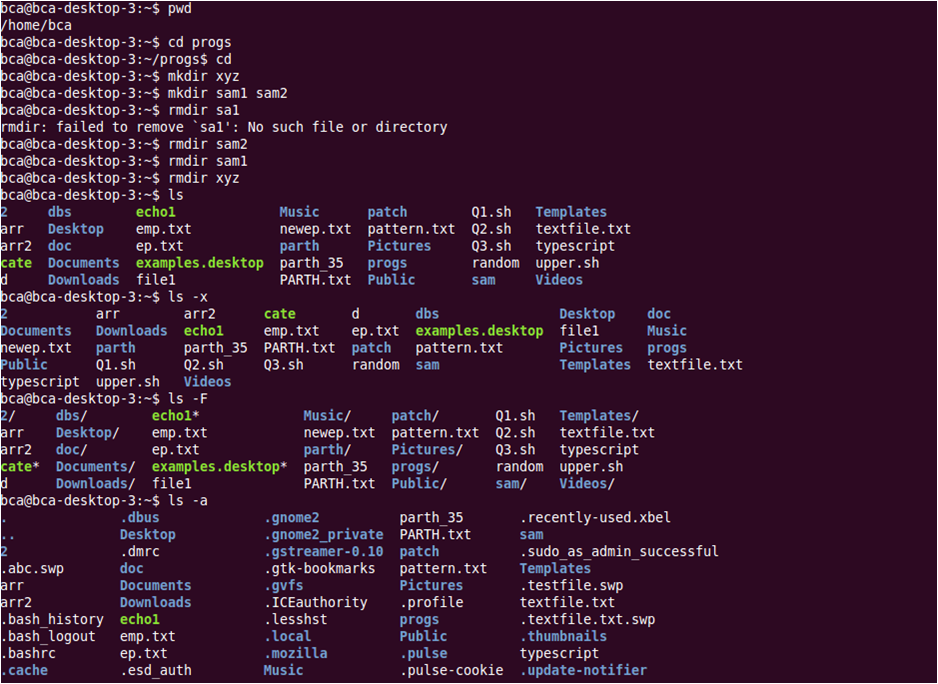 bca@bca-desktop-3:~$ pwd
/home/bca
bca@bca-desktop-3:~$ cd progs
bca@bca-desktop-3:~/progs$ cd
bca@bca-desktop-3:~$ mkdir xyz
bca@bca-desktop-3:~$ mkdir sam1 sam2
bca@bca-desktop-3:~$ rmdir sa1
rmdir: failed to remove `sa1': No such file or directory
bca@bca-desktop-3:~$ rmdir sam2
bca@bca-desktop-3:~$ rmdir sam1
bca@bca-desktop-3:~$ rmdir xyz
bca@bca-desktop-3:~$ ls
2     dbs        echo1             Music       patch        Q1.sh   Templates
arr   Desktop    emp.txt           newep.txt   pattern.txt  Q2.sh   textfile.txt
arr2  doc        ep.txt            parth       Pictures     Q3.sh   typescript
cate  Documents  examples.desktop  parth_35    progs        random  upper.sh
d     Downloads  file1             PARTH.txt   Public       sam     Videos
bca@bca-desktop-3:~$ ls -x
2           arr        arr2      cate       d       dbs               Desktop    doc
Documents   Downloads  echo1     emp.txt    ep.txt  examples.desktop  file1      Music
newep.txt   parth      parth_35  PARTH.txt  patch   pattern.txt       Pictures   progs
Public      Q1.sh      Q2.sh     Q3.sh      random  sam               Templates  textfile.txt
typescript  upper.sh   Videos
bca@bca-desktop-3:~$ ls -F
2/     dbs/        echo1*             Music/     patch/       Q1.sh   Templates/
arr    Desktop/    emp.txt            newep.txt  pattern.txt  Q2.sh   textfile.txt
arr2   doc/        ep.txt             parth/     Pictures/    Q3.sh   typescript
cate*  Documents/  examples.desktop*  parth_35   progs/       random  upper.sh
d      Downloads/  file1              PARTH.txt  Public/      sam/    Videos/
bca@bca-desktop-3:~$ ls -a
.              .dbus      .gnome2          parth_35       .recently-used.xbel
..             Desktop    .gnome2_private  PARTH.txt      sam
2              .dmrc      .gstreamer-0.10  patch          .sudo_as_admin_successful
.abc.swp       doc        .gtk-bookmarks   pattern.txt    Templates
arr            Documents  .gvfs            Pictures       .testfile.swp
arr2           Downloads  .ICEauthority    .profile       textfile.txt
.bash_history  echo1      .lesshst         progs          .textfile.txt.swp
.bash_logout   emp.txt    .local           Public         .thumbnails
.bashrc        ep.txt     .mozilla         .pulse         typescript
.cache         .esd_auth  Music            .pulse-cookie  .update-notifier